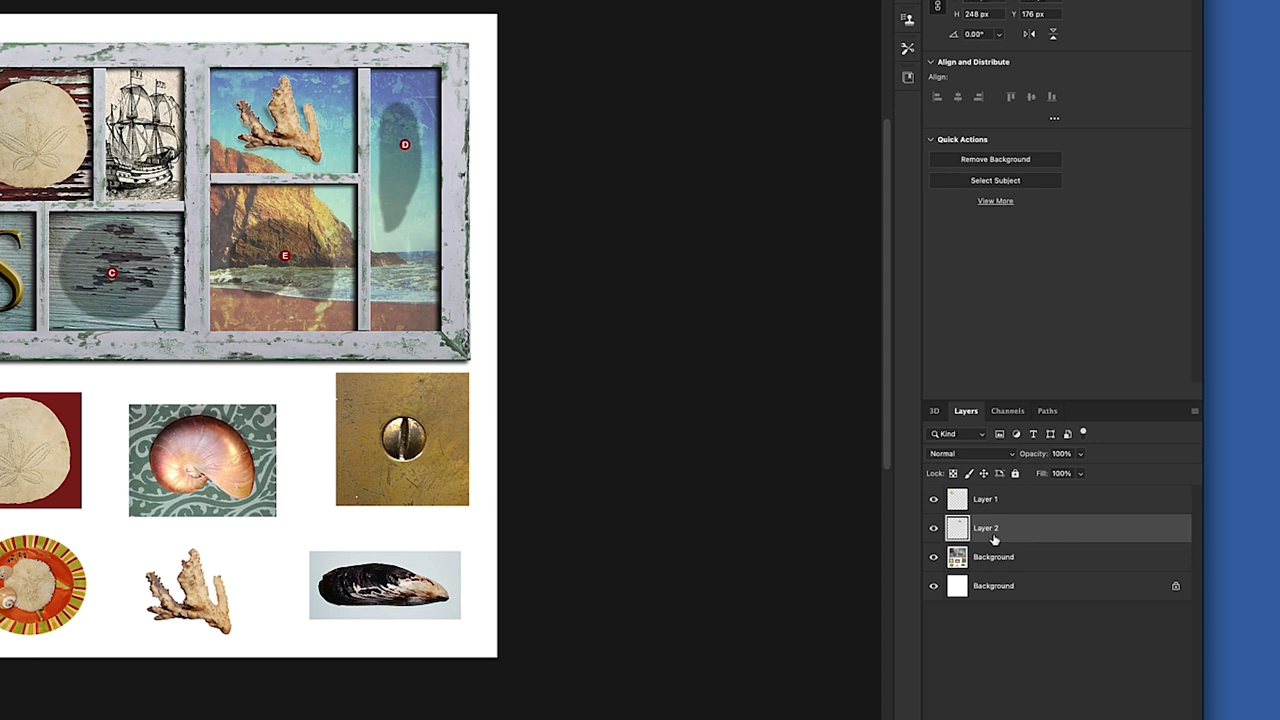 H 248 px Y 176 px
0.00°
Align and Distribute
Align:
Quick Actions
Remove Background
Select Subject
View More
3D Layers Channels Paths
Kind
Normal Opacity: 100%
Lock: Fill: 100%
Layer 1
Layer 2
Background
Background
D
E
C
S